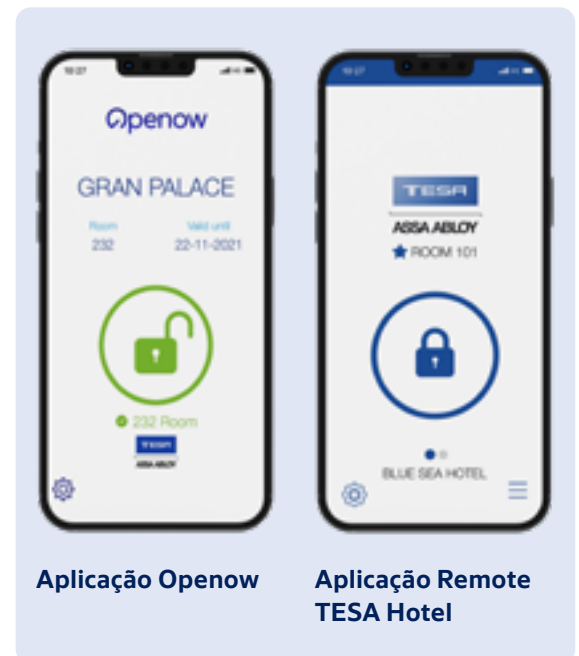 10:27
Openow
GRAN PALACE
Room
Valid until
232
22-11-2021
232 Room
TESA
ASSA ABLOY
Aplicação Openow
10:27
TESA
ASSA ABLOY
ROOM 101
BLUE SEA HOTEL
Aplicação Remote
TESA Hotel